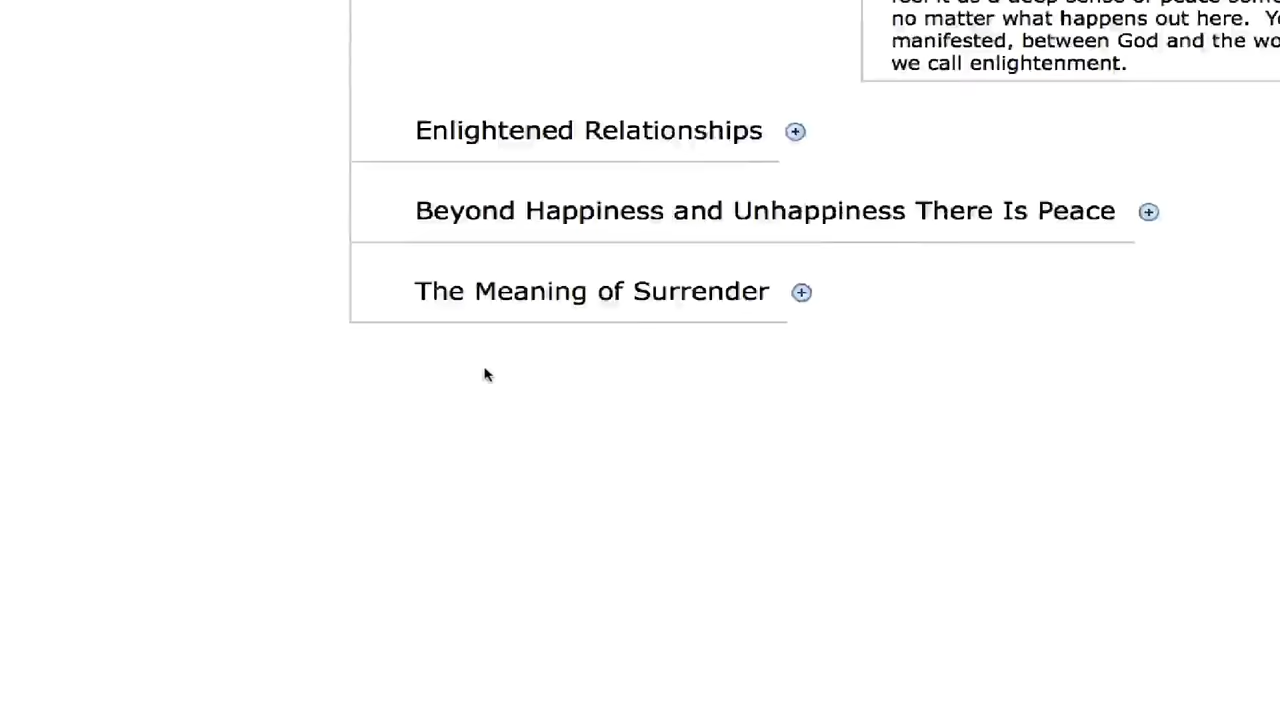 no matter what happens out here.
manifested, between God and the
we call enlightenment.
Enlightened Relationships
Beyond Happiness and Unhappiness There Is Peace
The Meaning of Surrender